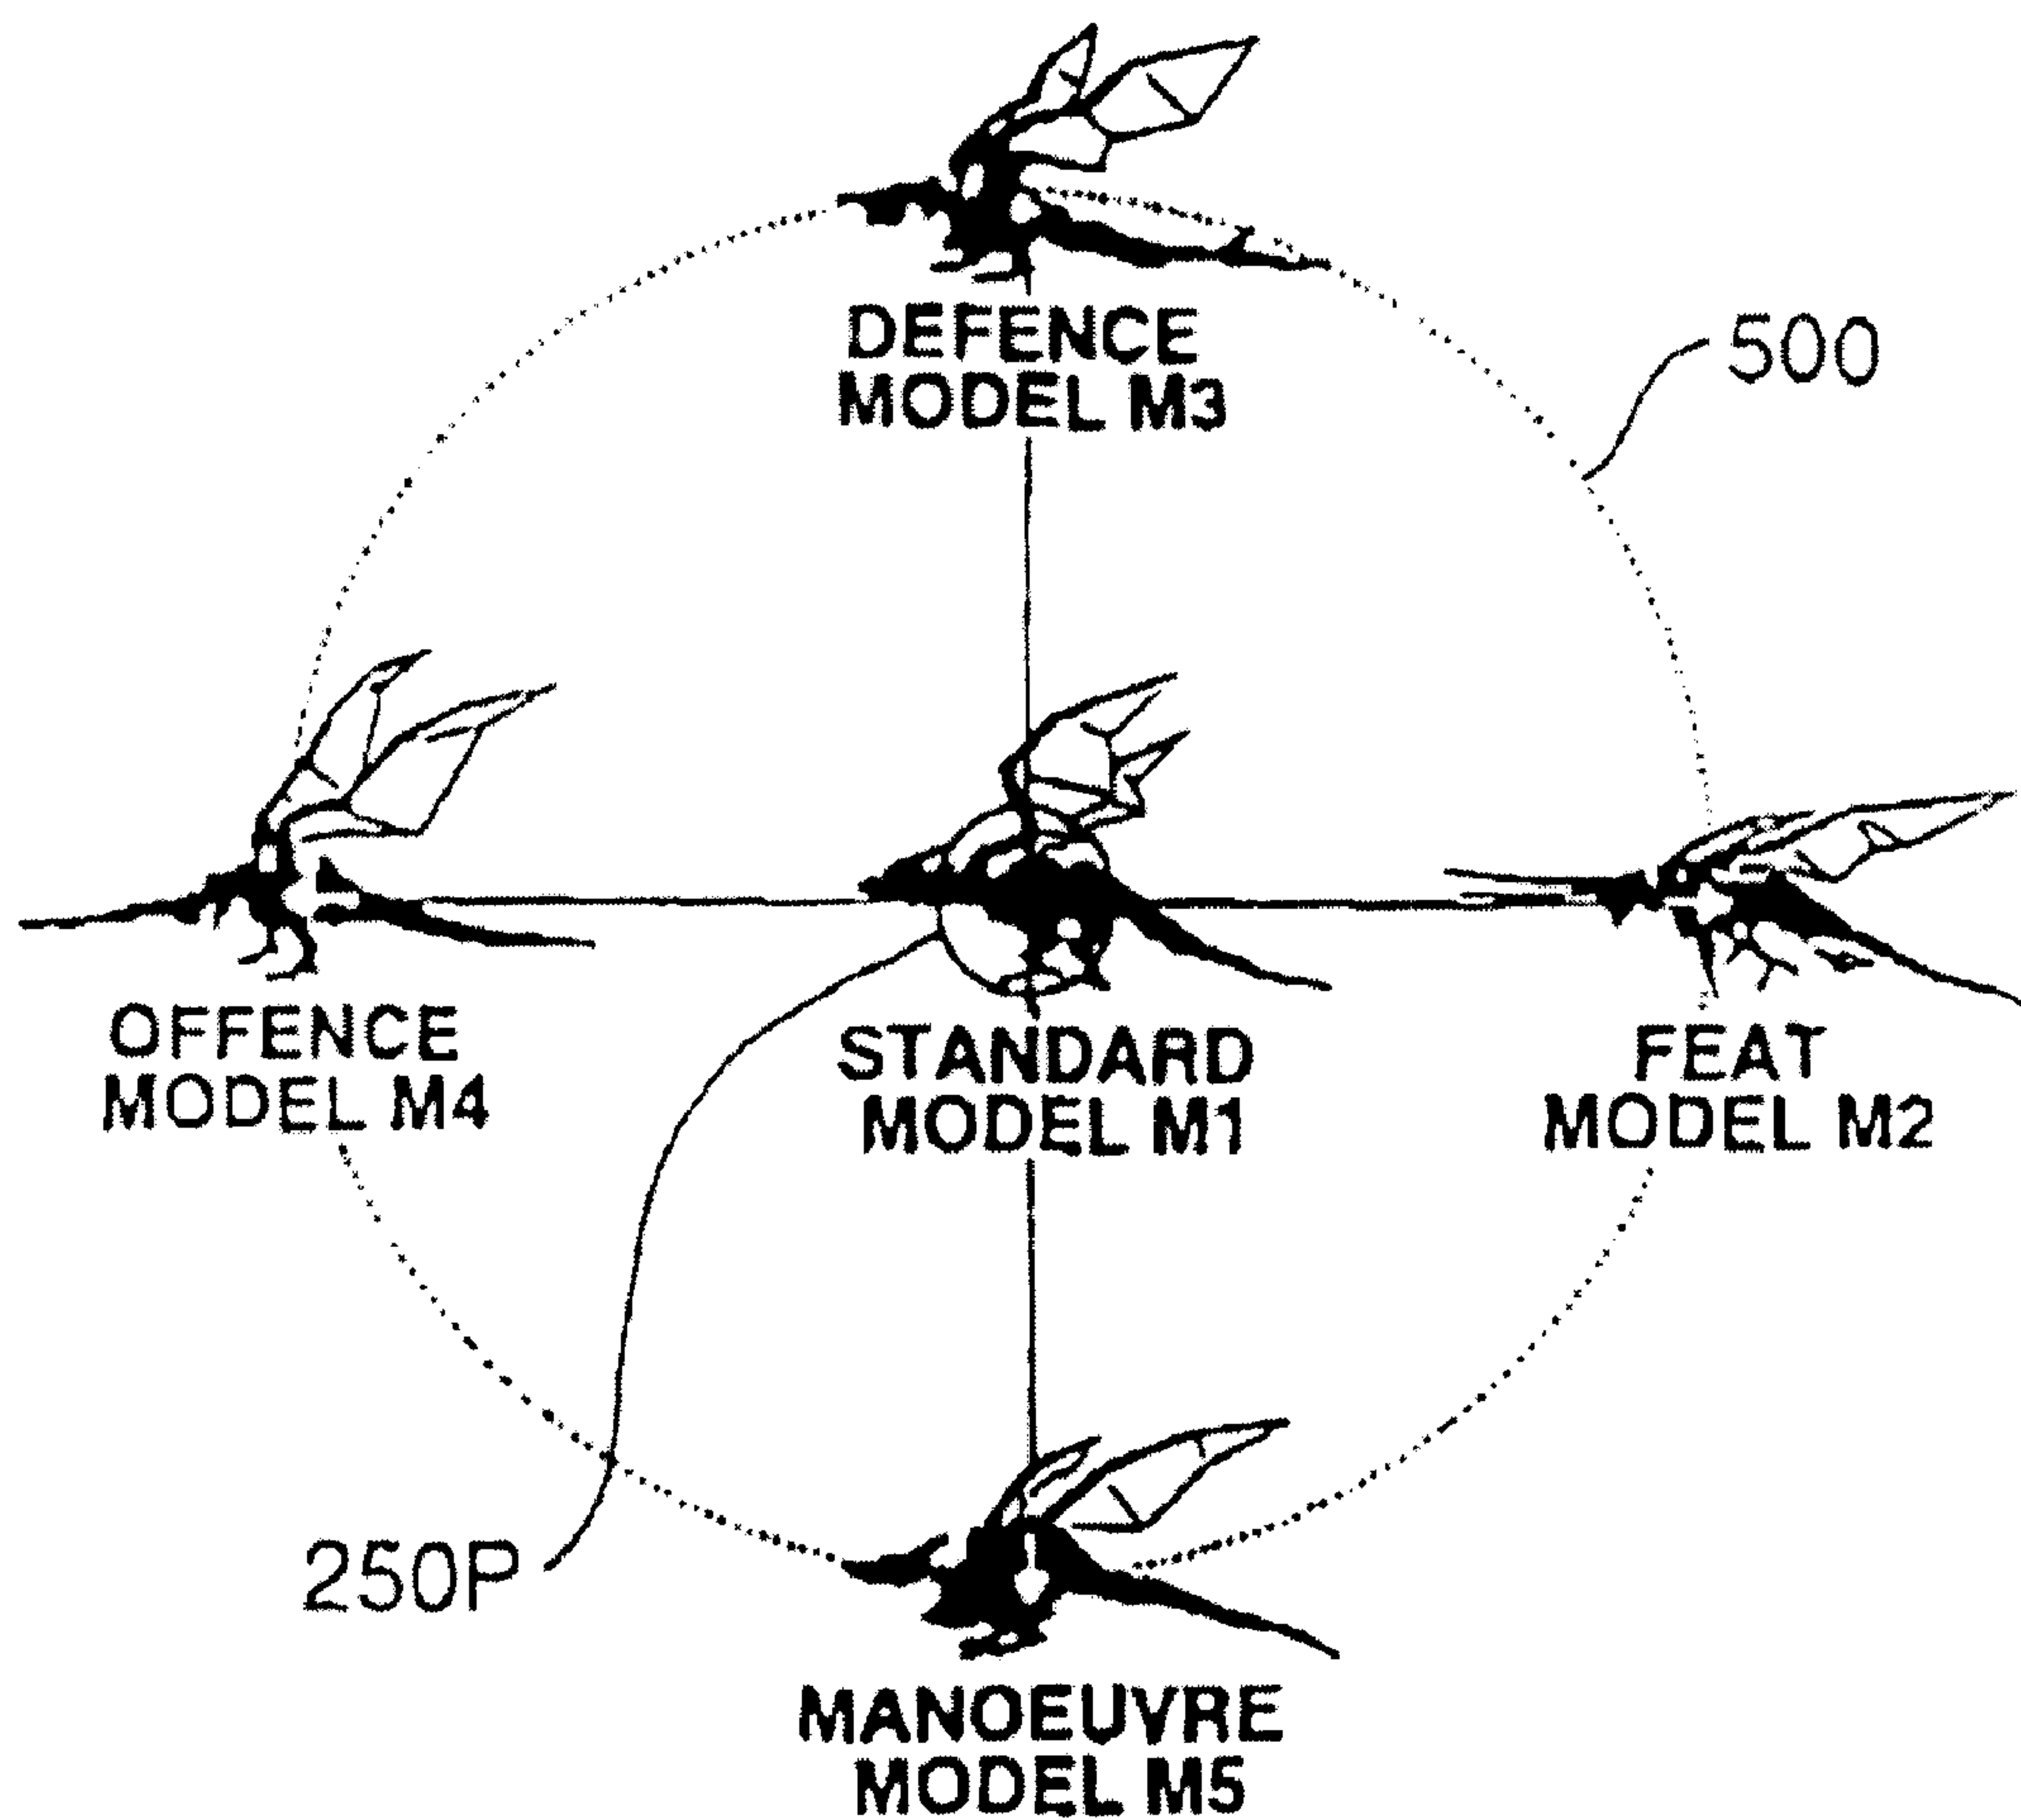 DEFENCE
MODEL M3
500
OFFENCE
MODEL M4
STANDARD
MODEL M1
FEAT
MODEL M2
250P
MANOEUVRE
MODEL M5